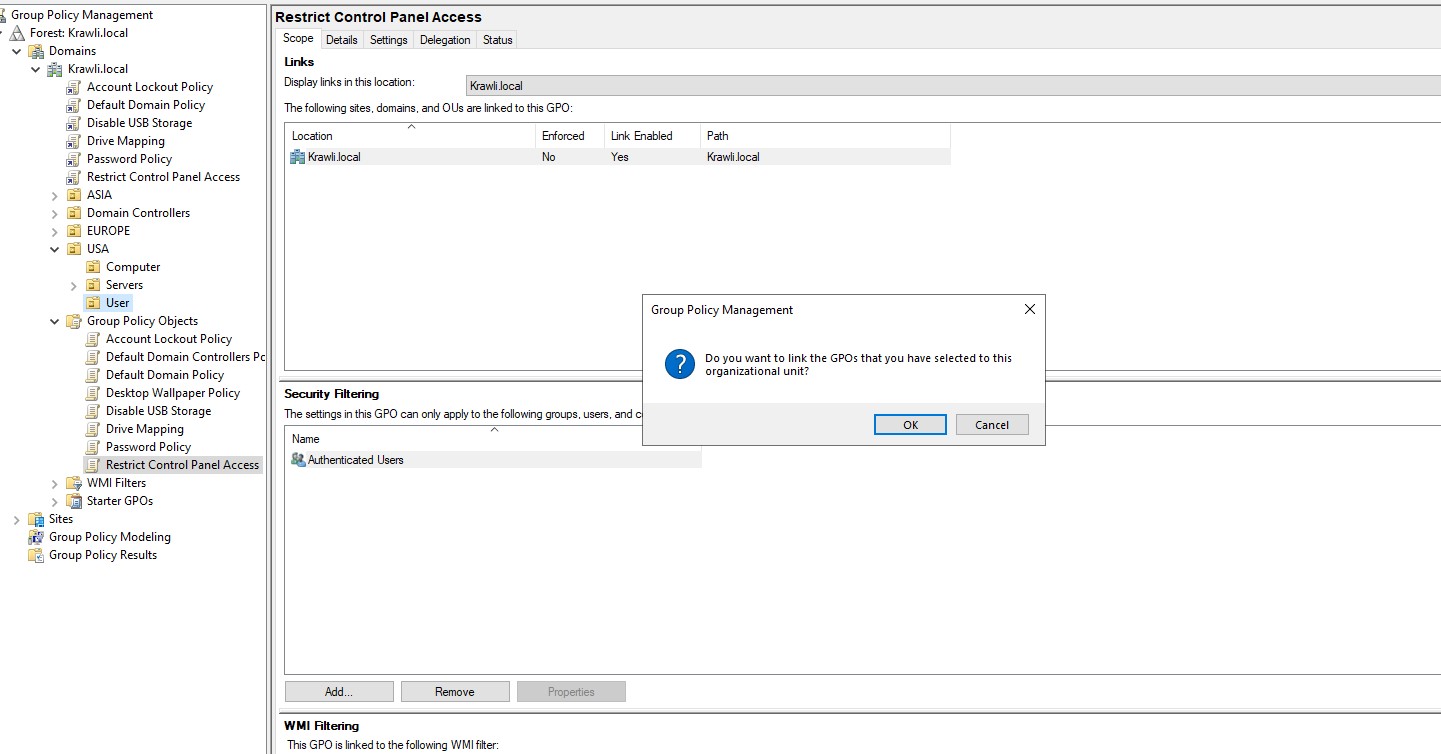 Group Policy Management
Forest: Krawli.local
Domains
Krawli.local
Account Lockout Policy
Default Domain Policy
Disable USB Storage
Drive Mapping
Password Policy
Restrict Control Panel Access
ASIA
Domain Controllers
EUROPE
USA
Computer
Servers
User
Group Policy Objects
Account Lockout Policy
Default Domain Controllers Pc
Default Domain Policy
Desktop Wallpaper Policy
Disable USB Storage
Drive Mapping
Password Policy
Restrict Control Panel Access
WMI Filters
Starter GPOs
Sites
Group Policy Modeling
Group Policy Results
Restrict Control Panel Access
Scope Details Settings Delegation Status
Links
Display links in this location: Krawli.local
The following sites, domains, and OUs are linked to this GPO:
Location Enforced Link Enabled Path
Krawli.local No Yes Krawli.local
Group Policy Management
Do you want to link the GPOs that you have selected to this
organizational unit?
OK Cancel
Security Filtering
The settings in this GPO can only apply to the following groups, users, and c
Name
Authenticated Users
Add... Remove Properties
WMI Filtering
This GPO is linked to the following WMI filter: